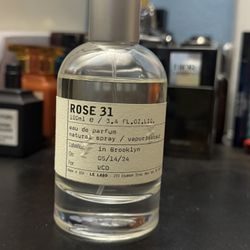 ROSE 31
100ml e / 3.4 fl.oz.liq.
eau de parfum
natural spray / vaporisateur
in Brooklyn
05/14/24
for
LE LABO